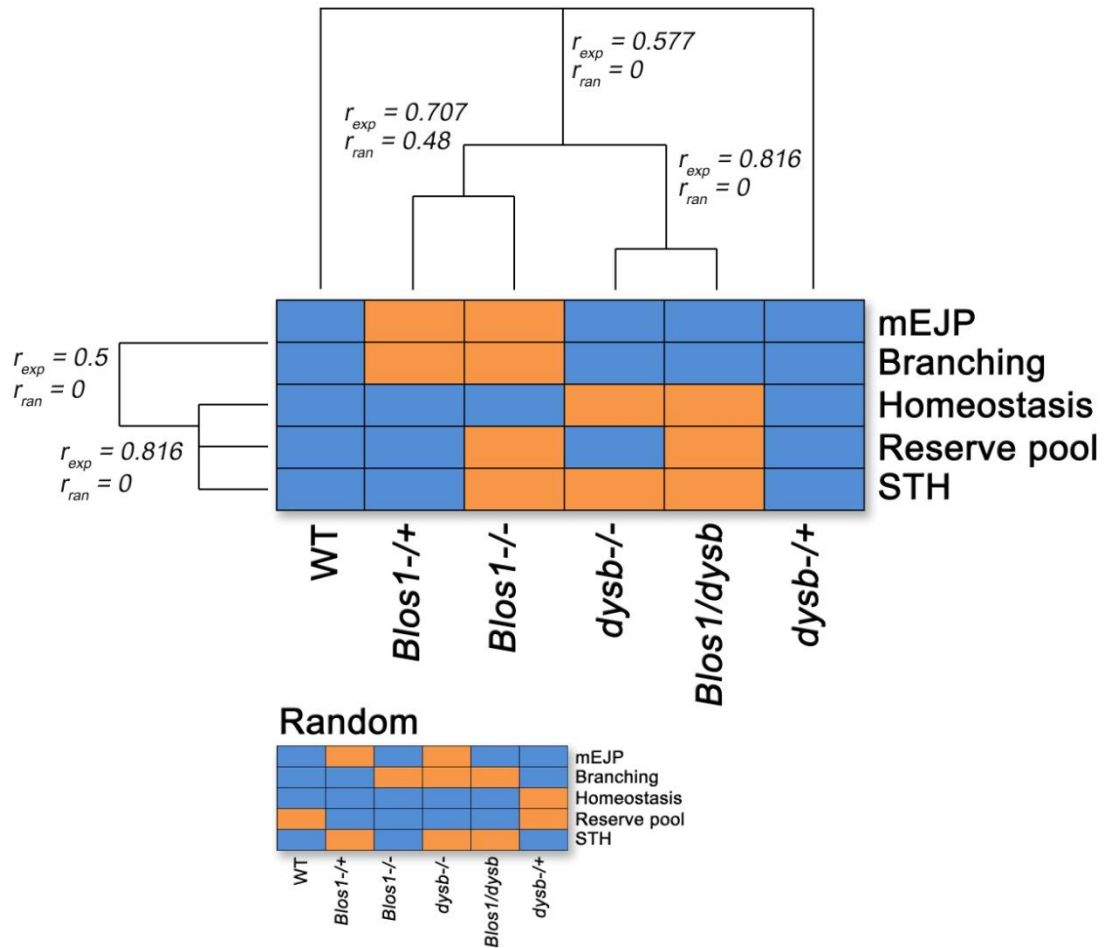 r_exp = 0.577
r_ran = 0
r_exp = 0.707
r_ran = 0.48
r_exp = 0.816
r_ran = 0
mEJP
Branching
Homeostasis
Reserve pool
STH
r_exp = 0.5
r_ran = 0
r_exp = 0.816
r_ran = 0
WT
Blos1-/+
Blos1-/-
dysb-/-
Blos1/dysb
dysb-/+
Random
mEJP
Branching
Homeostasis
Reserve pool
STH
WT
Blos1-/+
Blos1-/-
dysb-/-
Blos1/dysb
dysb-/+